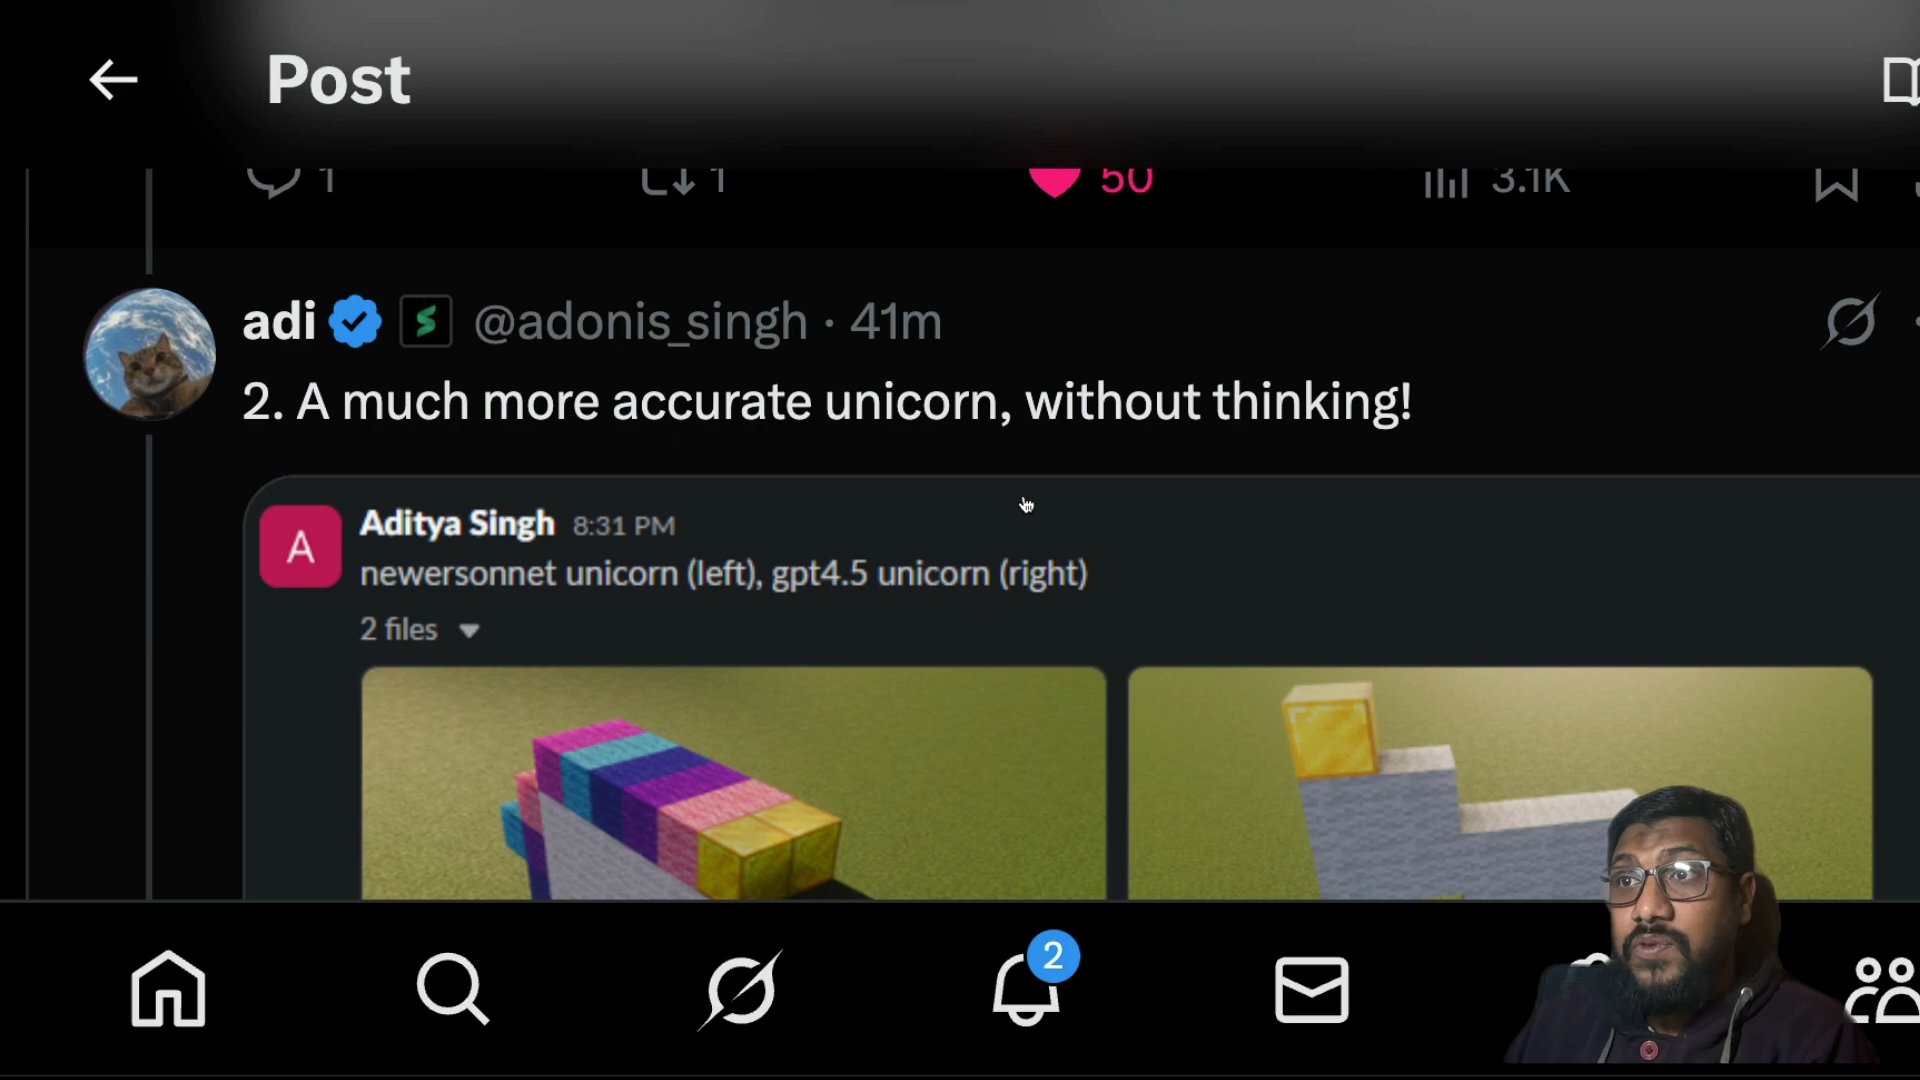 Post
1
1
50
3.1K
adi @adonis_singh · 41m
2. A much more accurate unicorn, without thinking!
A
Aditya Singh 8:31 PM
newersonnet unicorn (left), gpt4.5 unicorn (right)
2 files
2